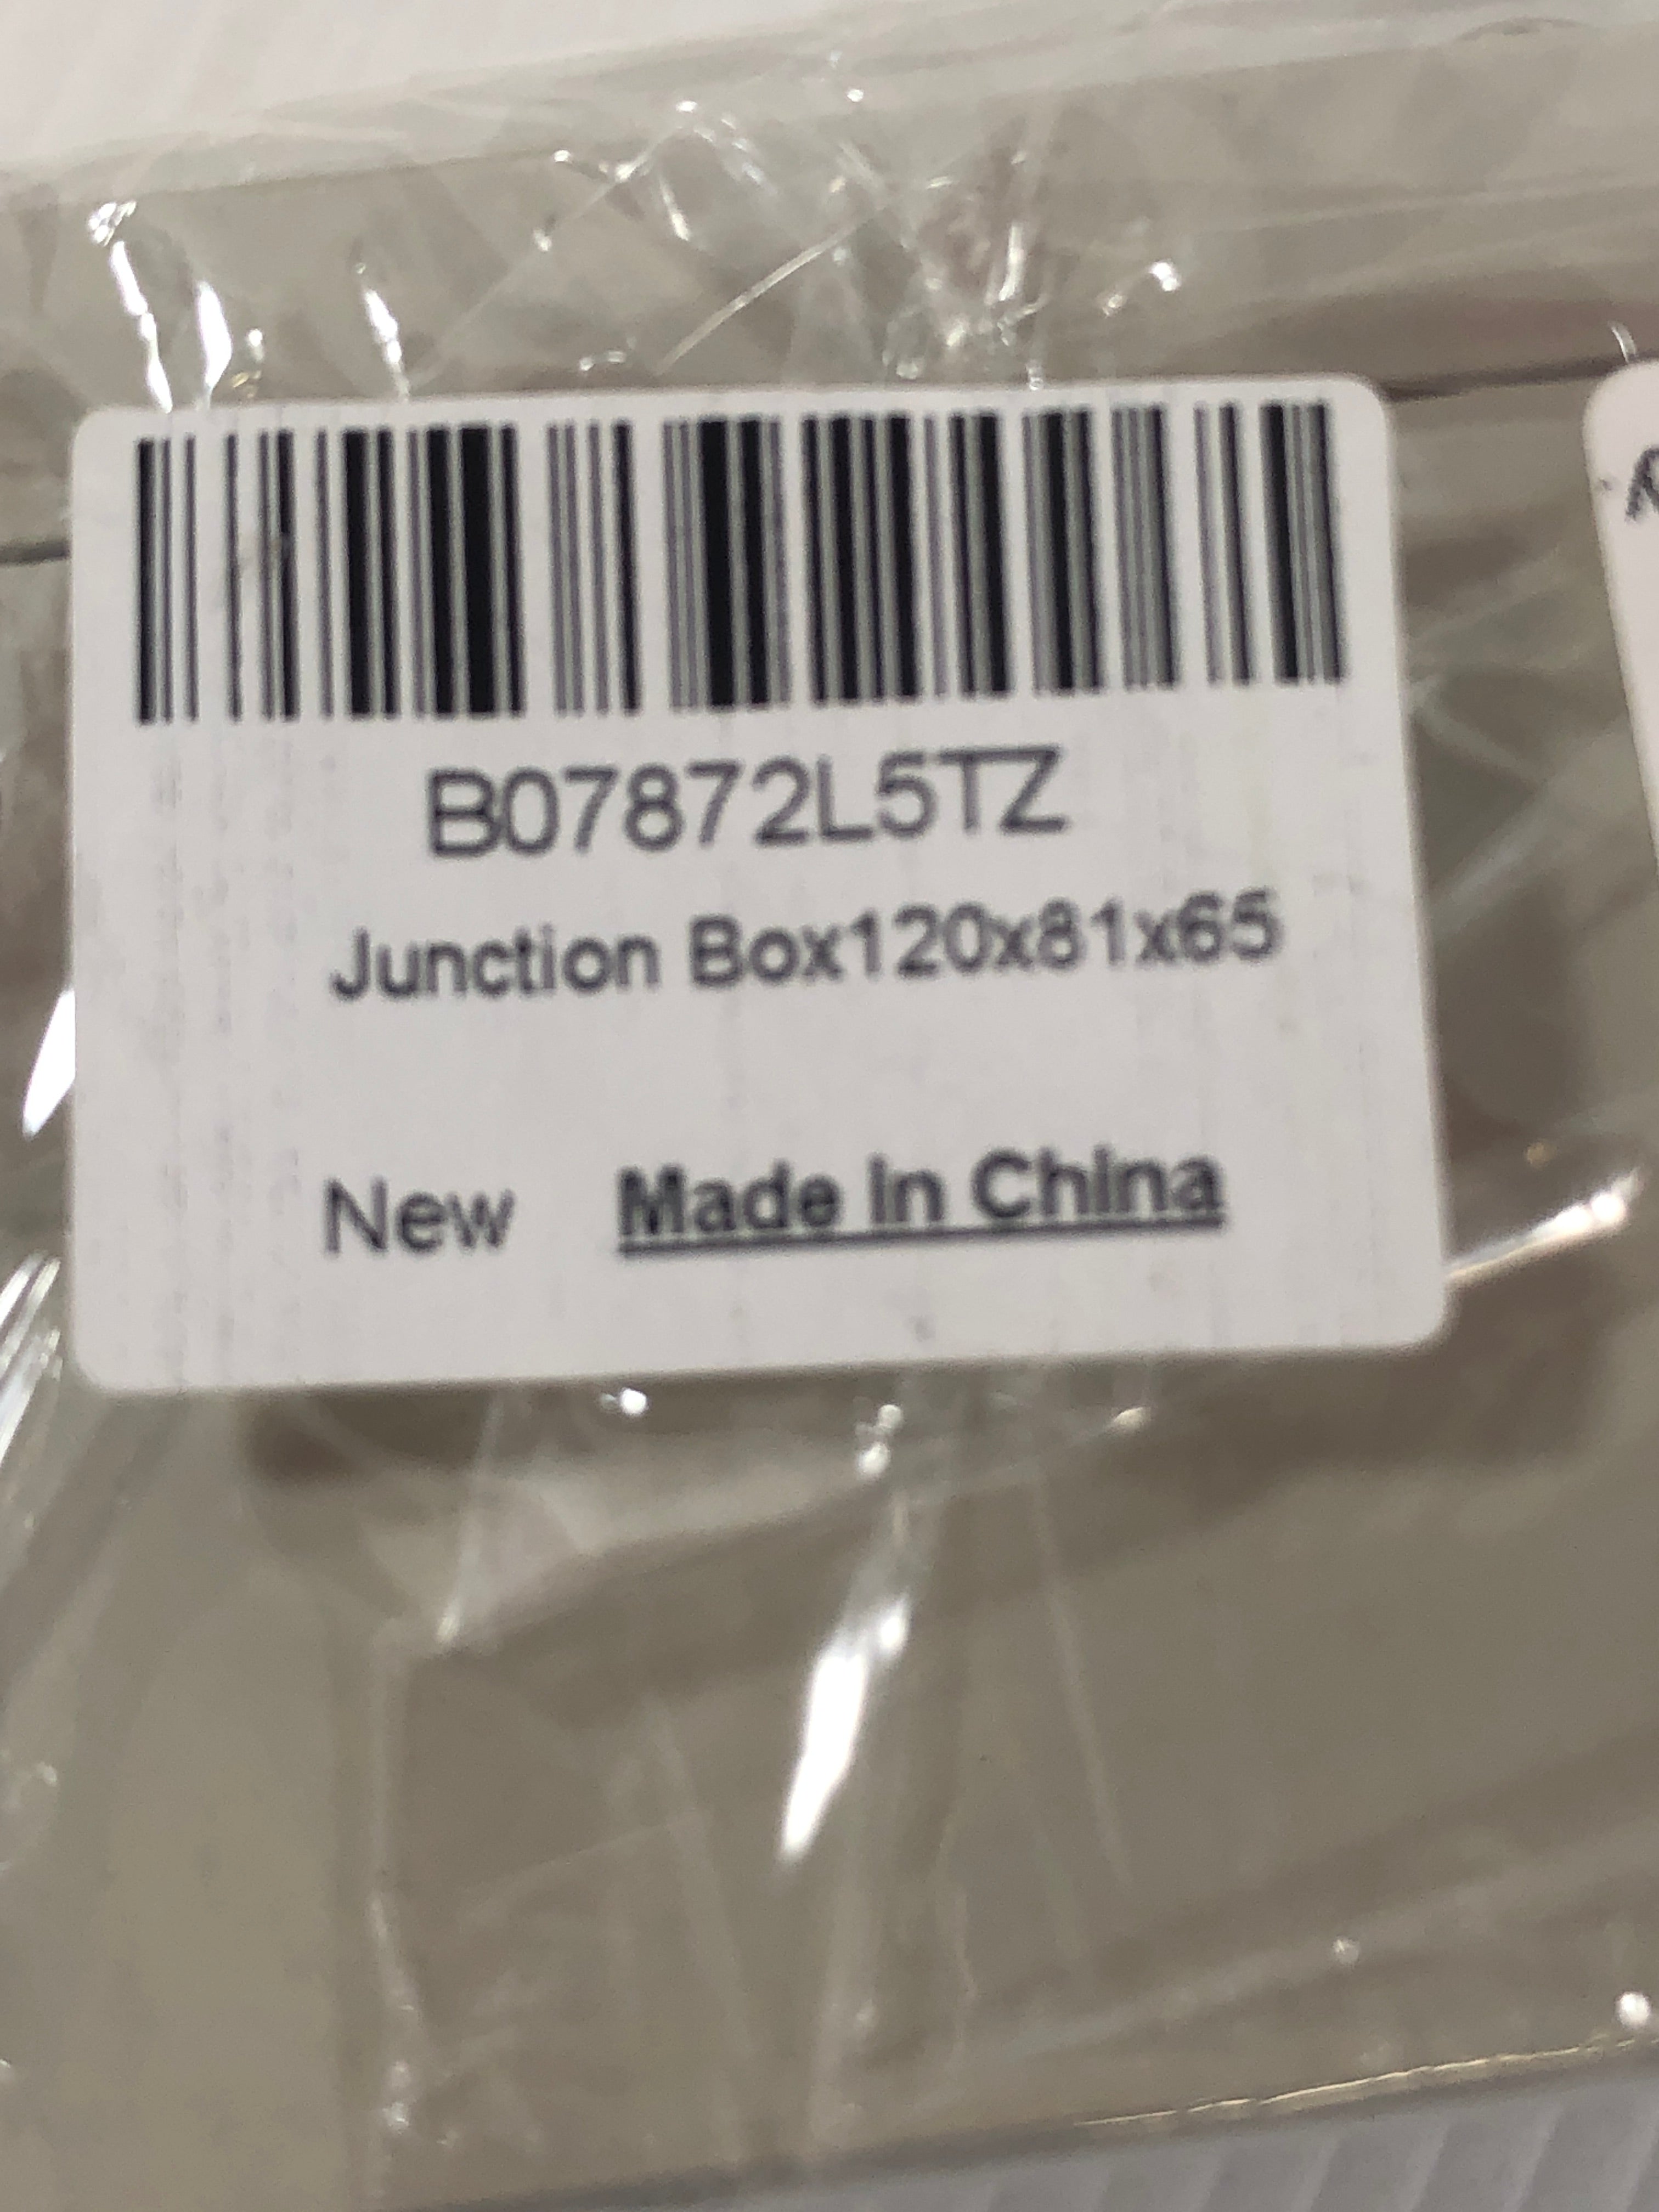 B07872L5TZ
Junction Box120x81x65
New Made In China